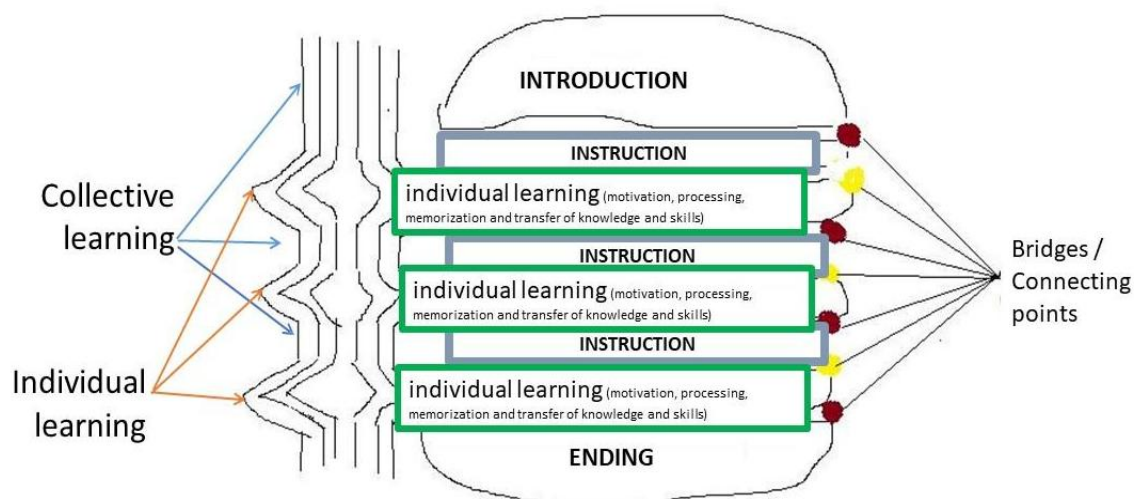 Collective
learning
Individual
learning
INTRODUCTION
INSTRUCTION
individual learning (motivation, processing,
memorization and transfer of knowledge and skills)
INSTRUCTION
individual learning (motivation, processing,
memorization and transfer of knowledge and skills)
INSTRUCTION
individual learning (motivation, processing,
memorization and transfer of knowledge and skills)
ENDING
Bridges /
Connecting
points